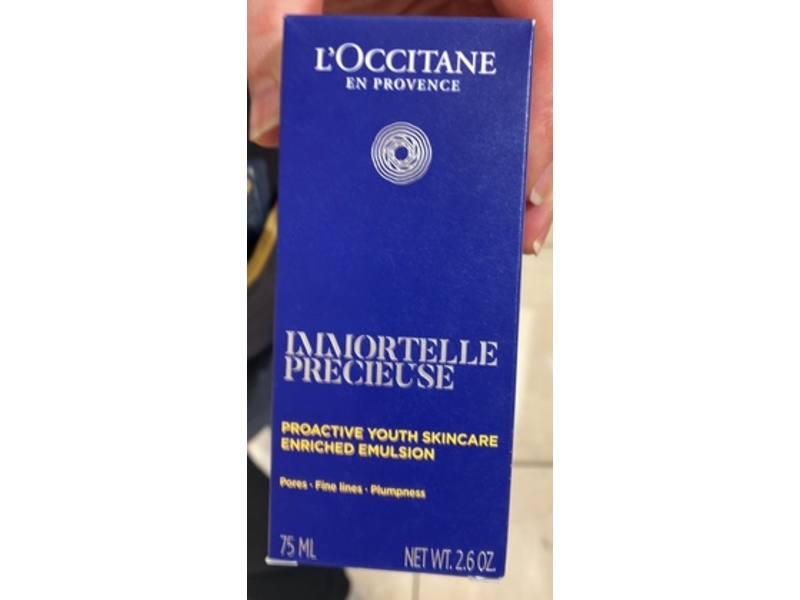 L'OCCITANE
EN PROVENCE
IMMORTELLE
PRECIEUSE
PROACTIVE YOUTH SKINCARE
ENRICHED EMULSION
Pores · Fine lines · Plumpness
75 ML NET WT. 2.6 OZ.